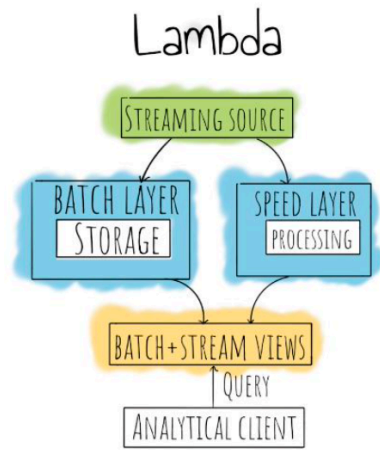 Lambda
STREAMING SOURCE
BATCH LAYER
STORAGE
SPEED LAYER
PROCESSING
BATCH+STREAM VIEWS
QUERY
ANALYTICAL CLIENT